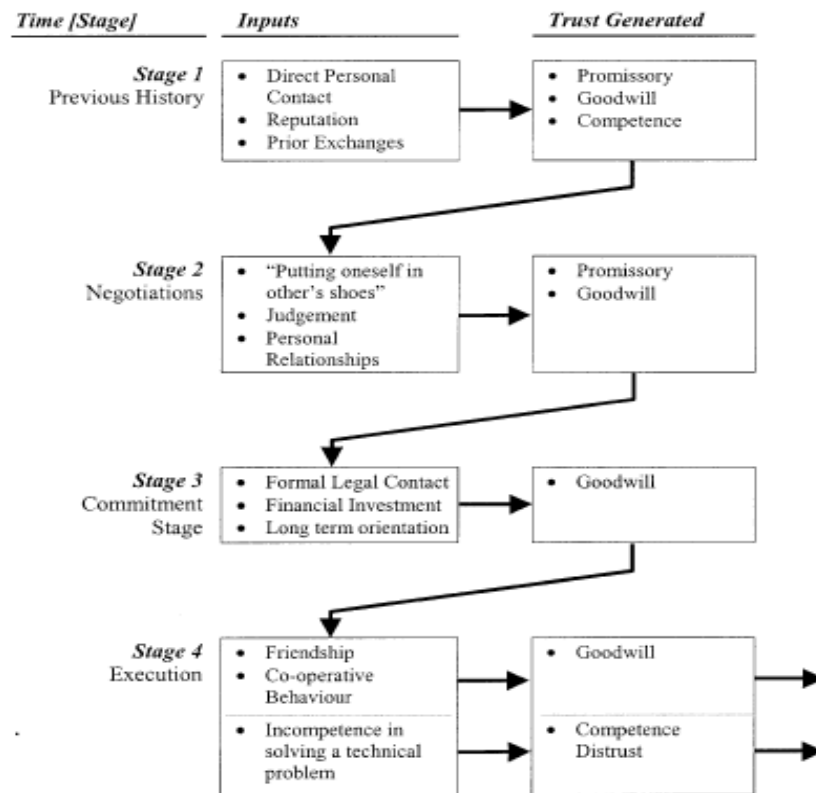 Time [Stage] Inputs Trust Generated
Stage 1
Previous History
• Direct Personal
Contact
• Reputation
• Prior Exchanges
• Promissory
• Goodwill
• Competence
Stage 2
Negotiations
• “Putting oneself in
other’s shoes”
• Judgement
• Personal
Relationships
• Promissory
• Goodwill
Stage 3
Commitment
Stage
• Formal Legal Contact
• Financial Investment
• Long term orientation
• Goodwill
Stage 4
Execution
• Friendship
• Co-operative
Behaviour
• Goodwill
• Incompetence in
solving a technical
problem
• Competence
Distrust